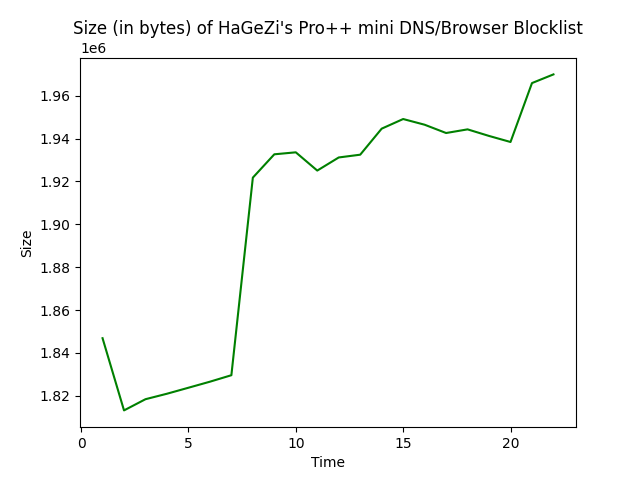 Size (in bytes) of HaGeZi's Pro++ mini DNS/Browser Blocklist
1e6
1.96
1.94
1.92
1.90
1.88
1.86
1.84
1.82
Size
0 5 10 15 20
Time